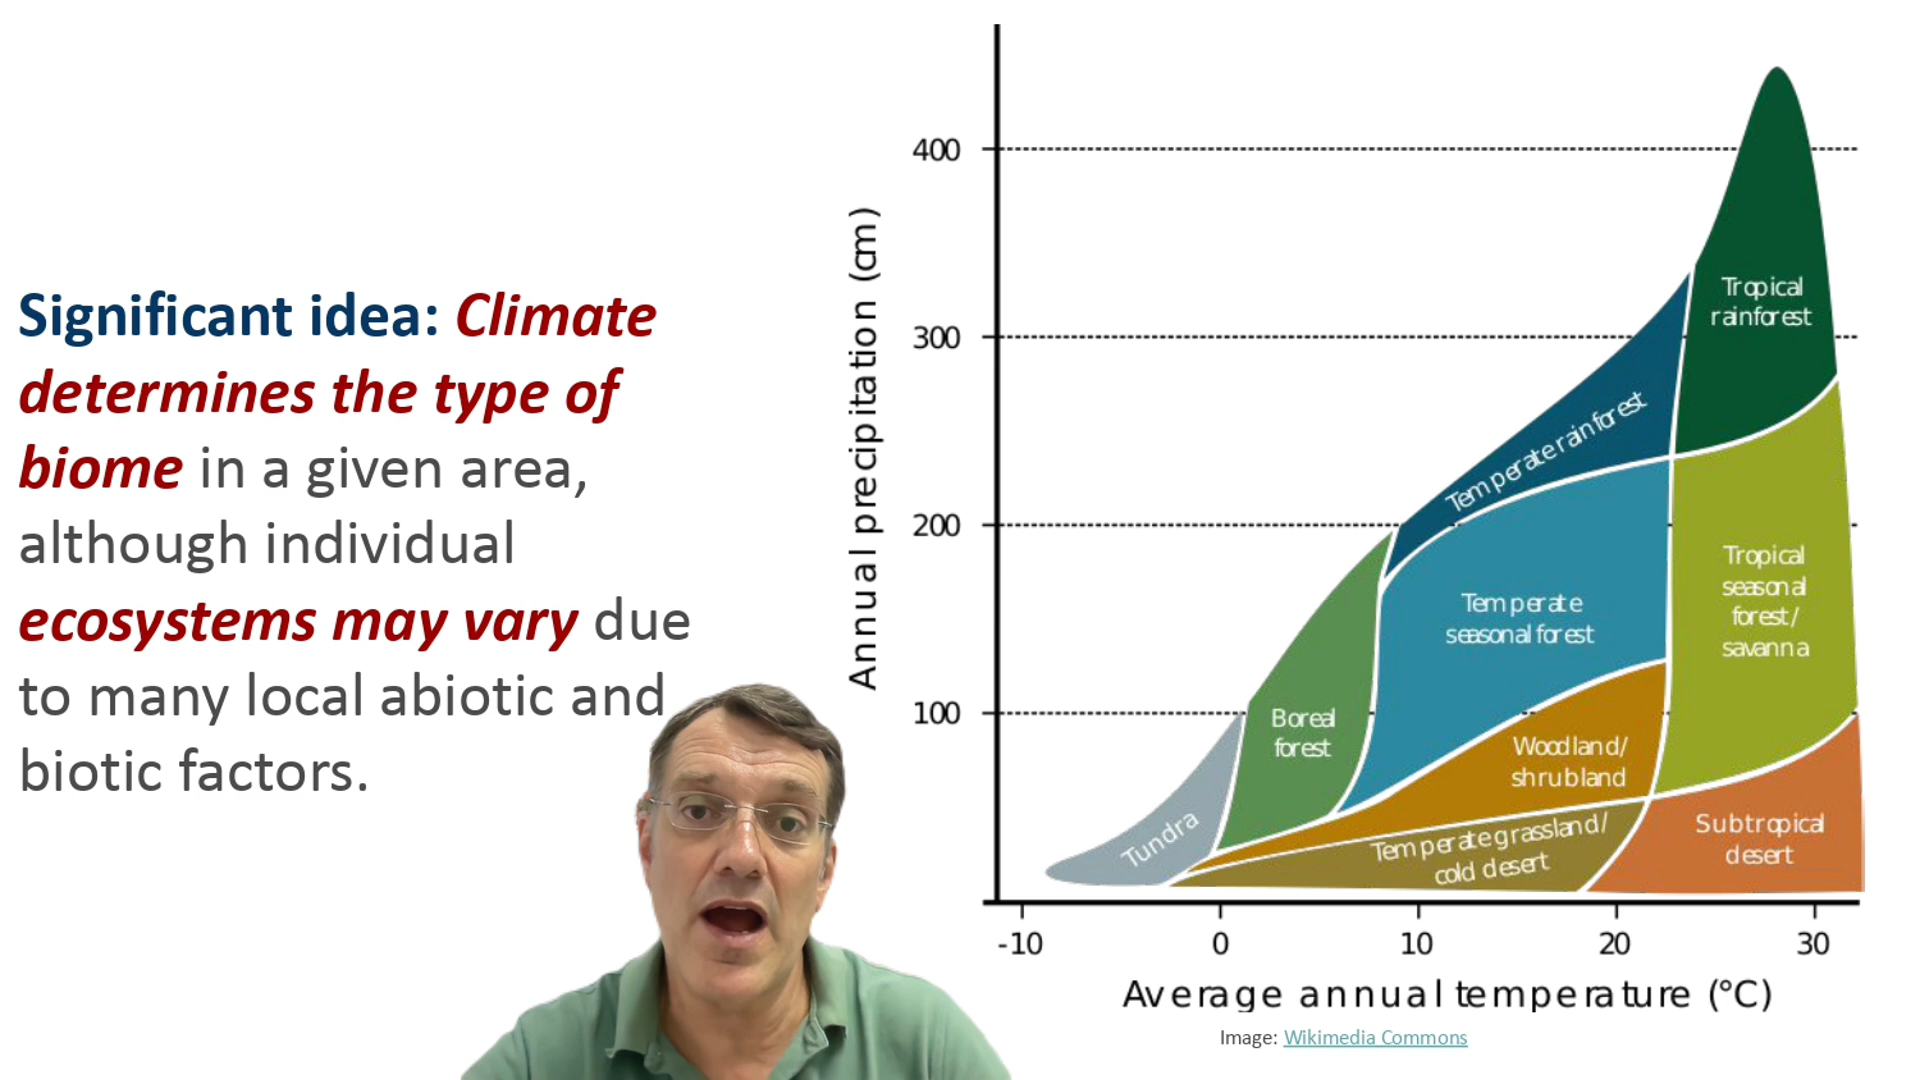 Significant idea: Climate
determines the type of
biome in a given area,
although individual
ecosystems may vary due
to many local abiotic and
biotic factors.
Annual precipitation (cm)
400
300
200
100
Tropical
rainforest
Temperate rainforest
Tropical
seasonal
forest/
savanna
Temperate
seasonal forest
Boreal
forest
Woodland/
shrubland
Tundra
Temperate grassland/
cold desert
Subtropical
desert
-10 0 10 20 30
Average annual temperature (°C)
Image: Wikimedia Commons